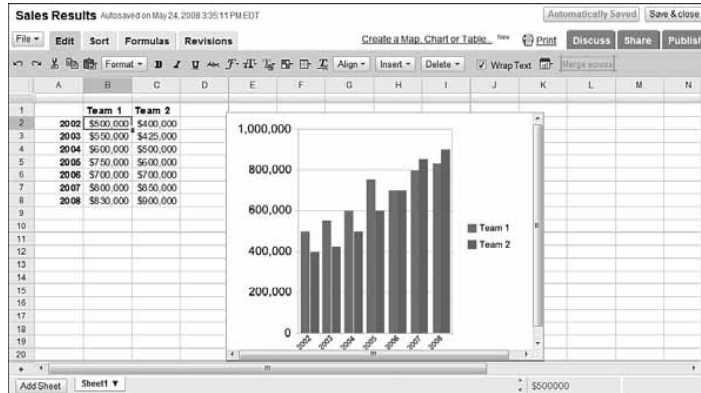 Sales Results Autosaved on May 24, 2008 3:35:11 PM EDT Automatically Saved Save & close
File Edit Sort Formulas Revisions Create a Map, Chart or Table... New Print Discuss Share Publish
Format B I U Abc F T Align Insert Delete Wrap Text Merge across
A B C D E F G H I J K L M N
1 Team 1 Team 2
2 2002 $500,000 $400,000
3 2003 $550,000 $425,000
4 2004 $600,000 $500,000
5 2005 $750,000 $600,000
6 2006 $700,000 $700,000
7 2007 $800,000 $850,000
8 2008 $830,000 $900,000
9
10
11
12
13
14
15
16
17
18
19
20
1,000,000
800,000
600,000
400,000
200,000
0
2002 2003 2004 2005 2006 2007 2008
Team 1
Team 2
Add Sheet Sheet1 $500000